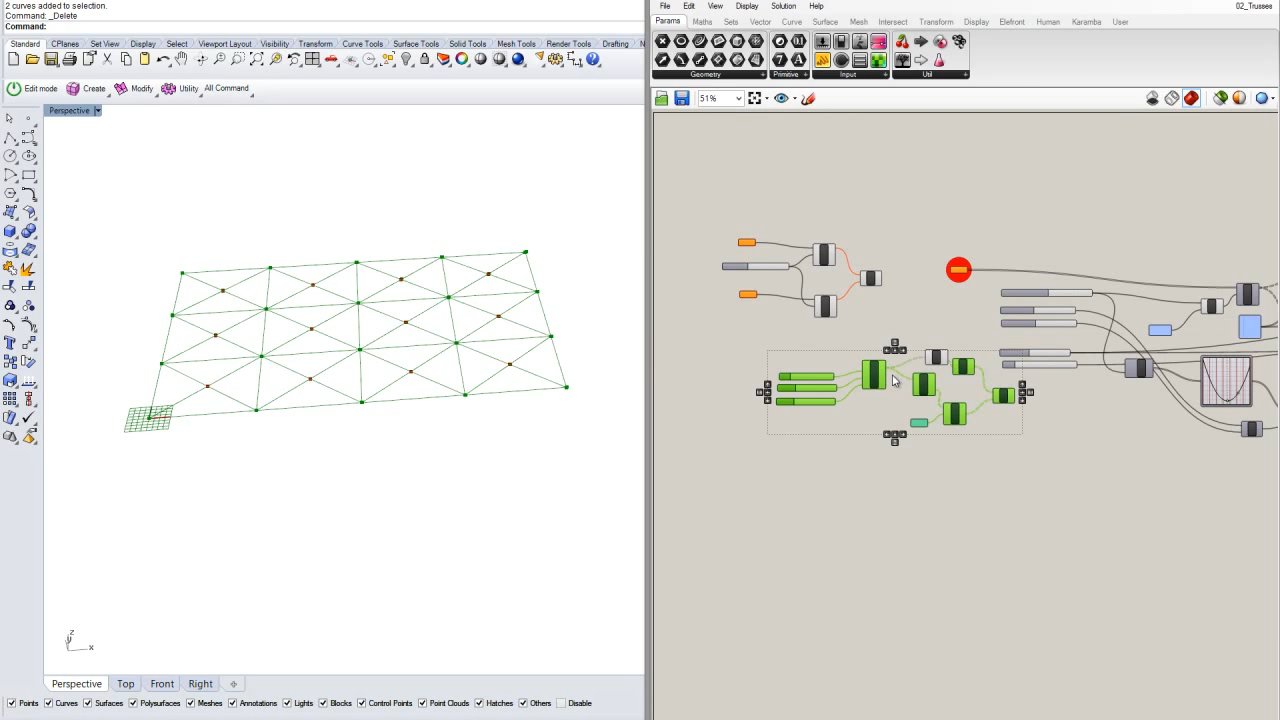 2 curves added to selection.
Command: _Delete
Command:
Standard CPlanes Set View Display Select Viewport Layout Visibility Transform Curve Tools Surface Tools Solid Tools Mesh Tools Render Tools Drafting
Edit mode Create Modify Utility All Command
Perspective
z
y
x
Perspective Top Front Right
Points Curves Surfaces Polysurfaces Meshes Annotations Lights Blocks Control Points Point Clouds Hatches Others Disable
File Edit View Display Solution Help 02_Trusses
Params Maths Sets Vector Curve Surface Mesh Intersect Transform Display Elefront Human Karamba User
Geometry Primitive Input Util
51%